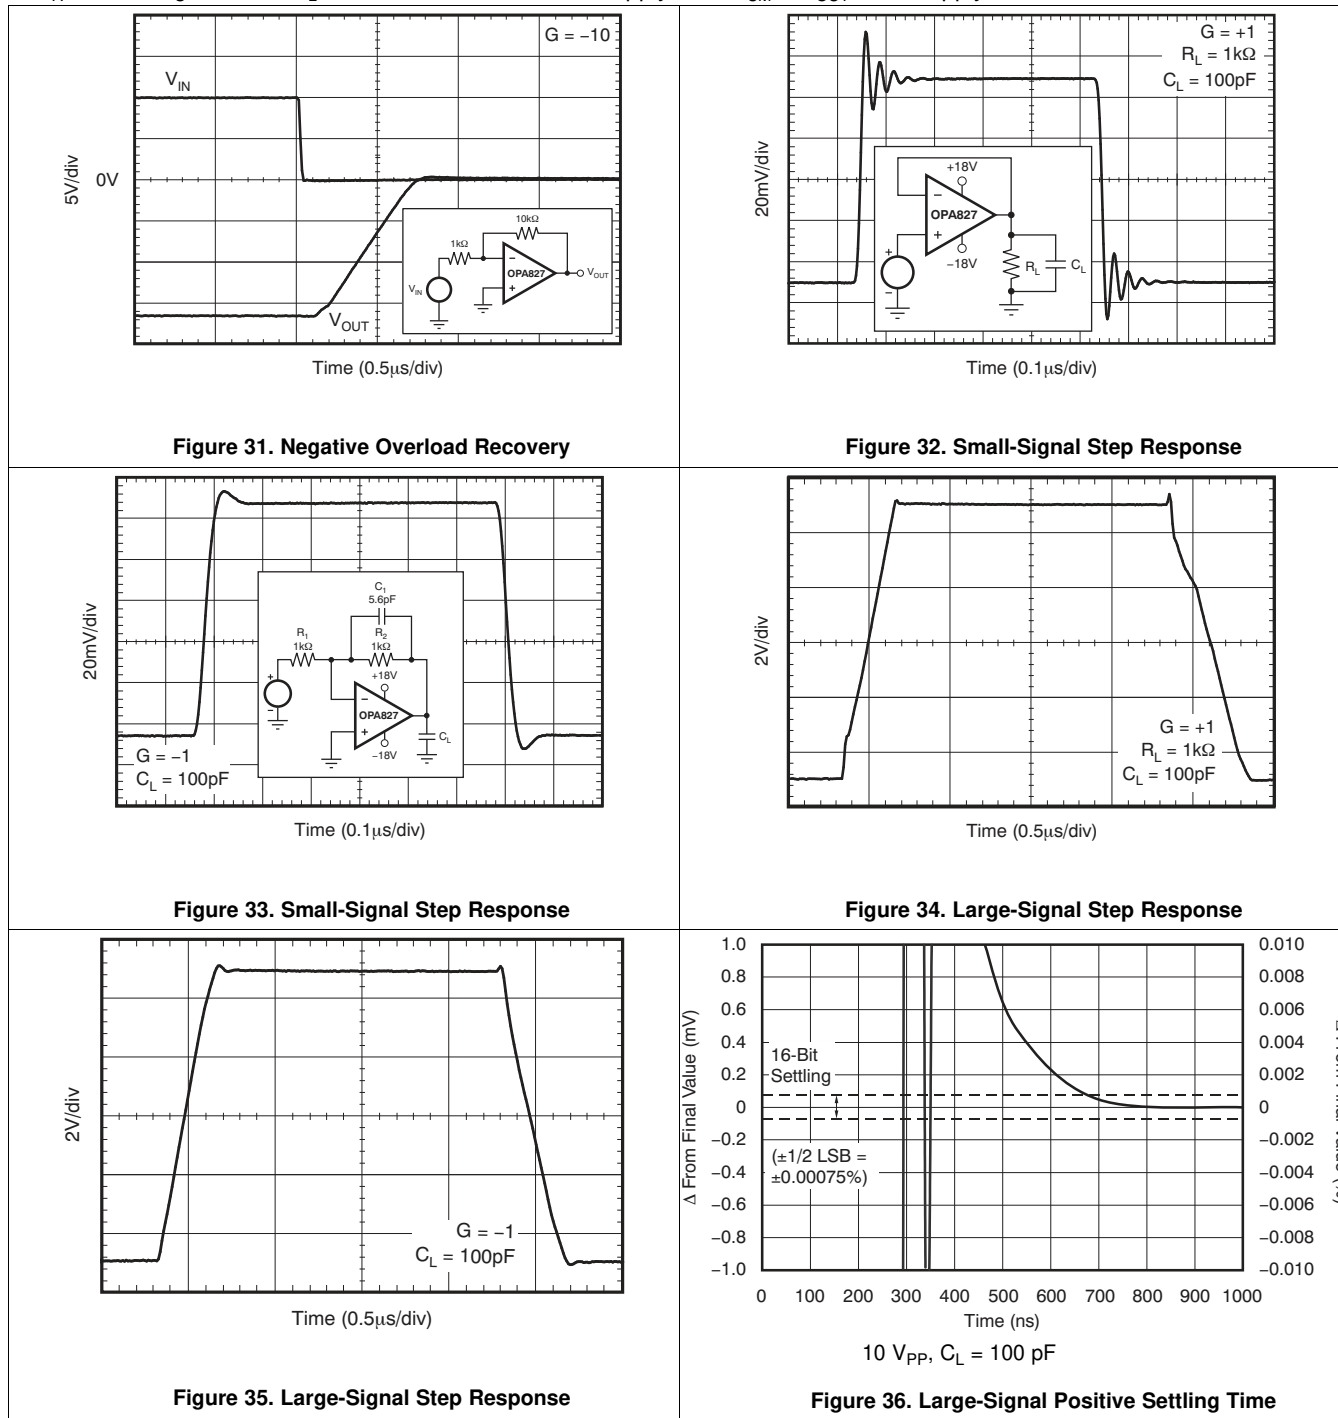 G = −10
V_IN
5V/div
0V
10kΩ
1kΩ
−
OPA827
+
V_OUT
V_IN
V_OUT
Time (0.5μs/div)
Figure 31. Negative Overload Recovery
G = +1
R_L = 1kΩ
C_L = 100pF
20mV/div
+18V
−
OPA827
+
+
−18V
−
R_L
C_L
Time (0.1μs/div)
Figure 32. Small-Signal Step Response
20mV/div
C_1
5.6pF
R_1
1kΩ
R_2
1kΩ
+18V
+
−
OPA827
−
+
−18V
C_L
G = −1
C_L = 100pF
Time (0.1μs/div)
Figure 33. Small-Signal Step Response
2V/div
G = +1
R_L = 1kΩ
C_L = 100pF
Time (0.5μs/div)
Figure 34. Large-Signal Step Response
2V/div
G = −1
C_L = 100pF
Time (0.5μs/div)
Figure 35. Large-Signal Step Response
Δ From Final Value (mV)
1.0
0.8
0.6
0.4
0.2
0
−0.2
−0.4
−0.6
−0.8
−1.0
16-Bit
Settling
(±1/2 LSB =
±0.00075%)
0.010
0.008
0.006
0.004
0.002
0
−0.002
−0.004
−0.006
−0.008
−0.010
0 100 200 300 400 500 600 700 800 900 1000
Time (ns)
10 V_PP, C_L = 100 pF
Figure 36. Large-Signal Positive Settling Time